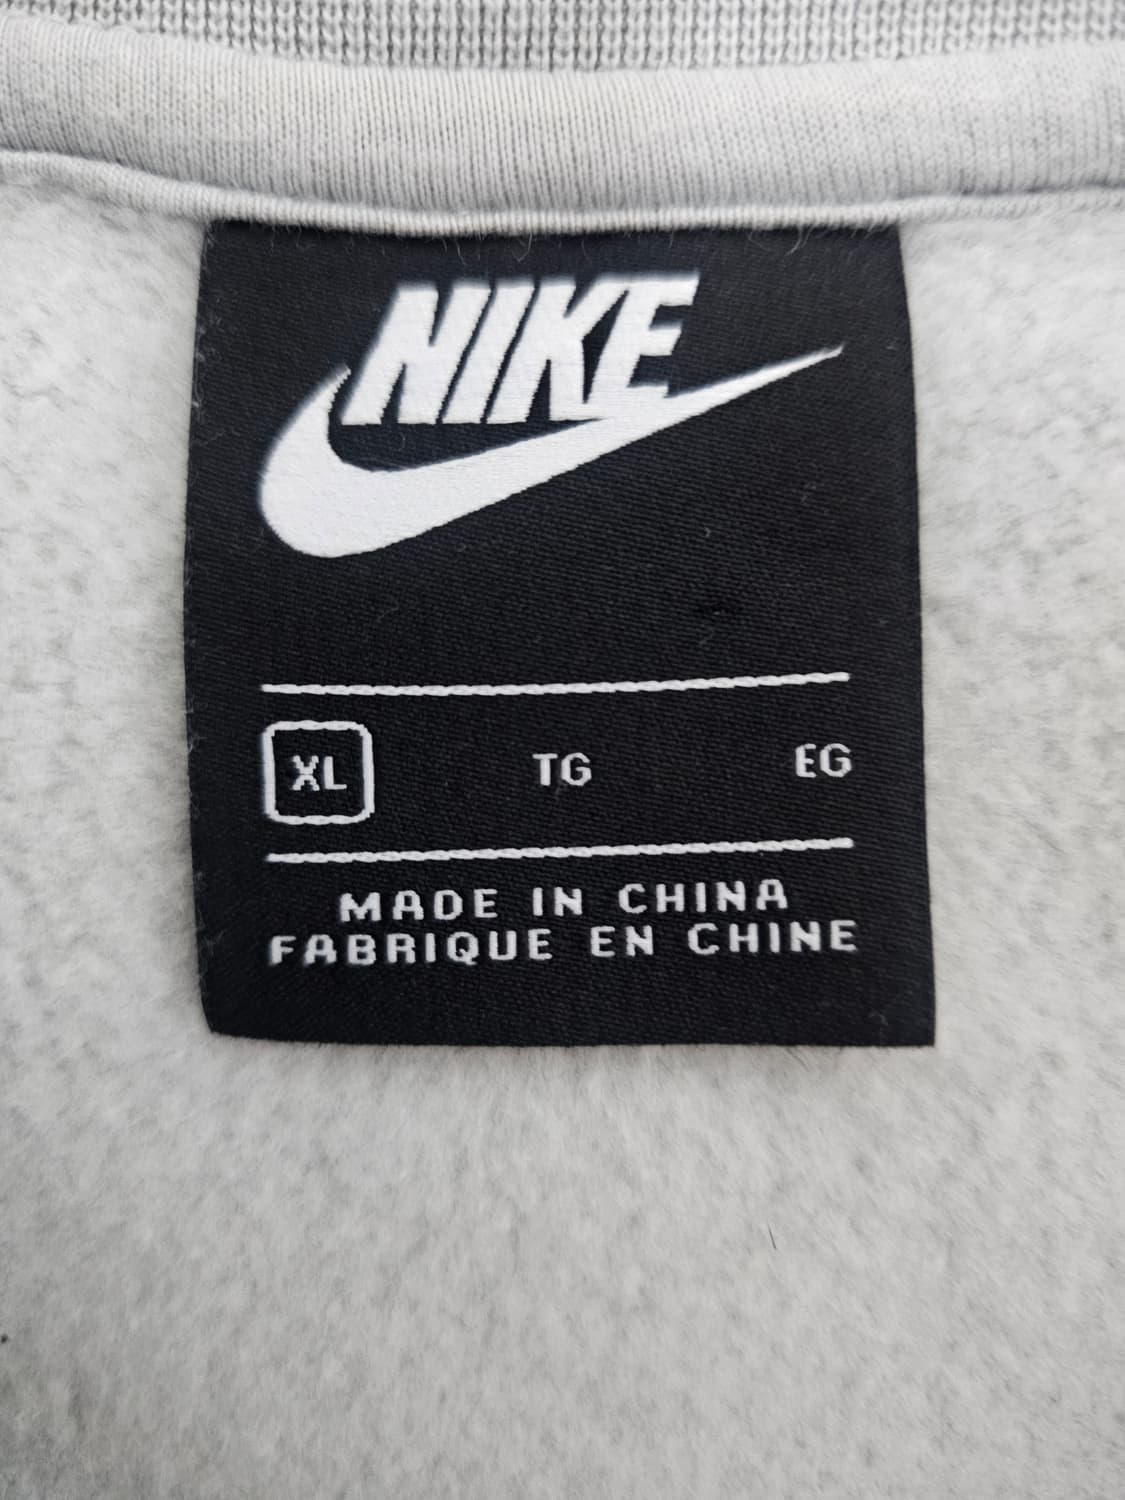 NIKE
XL TG EG
MADE IN CHINA
FABRIQUE EN CHINE